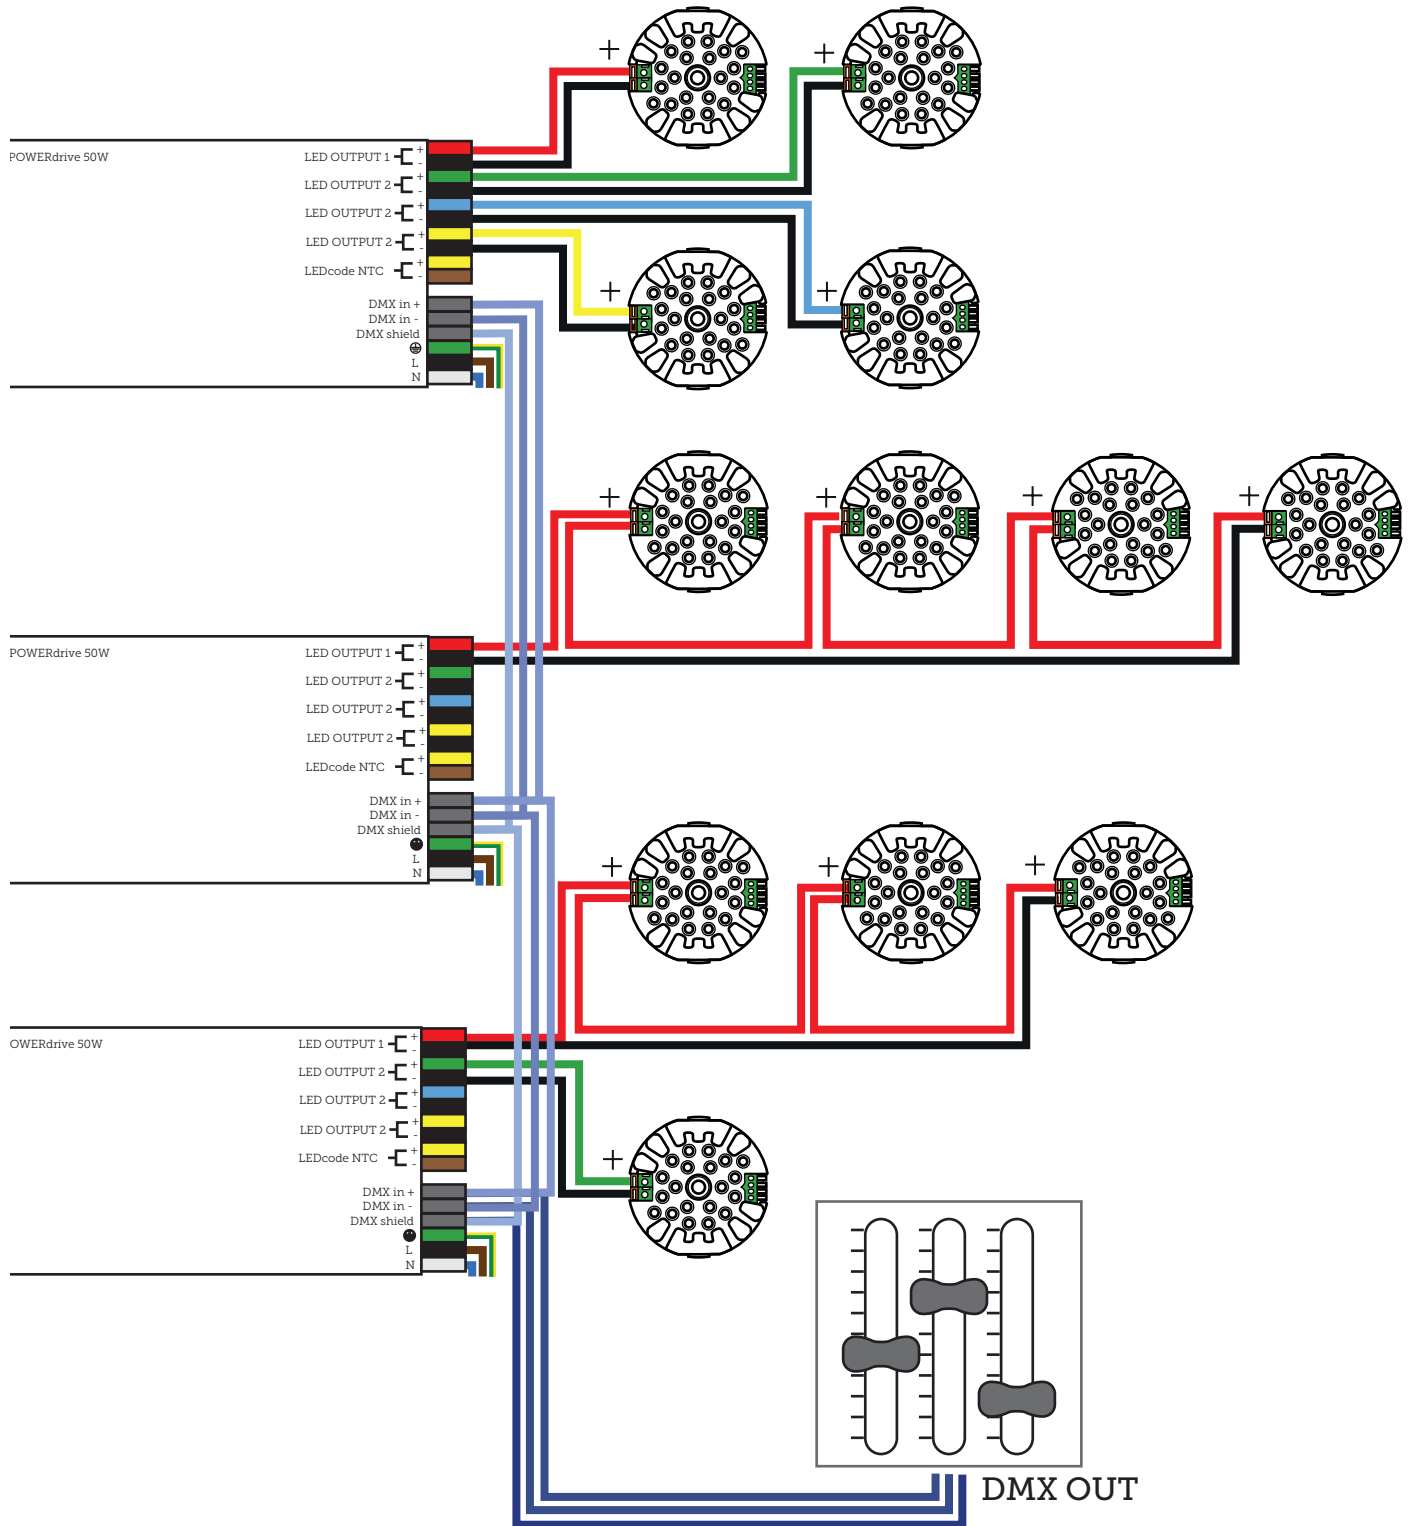 + +
POWERdrive 50W
LED OUTPUT 1 + -
LED OUTPUT 2 + -
LED OUTPUT 2 + -
LED OUTPUT 2 + -
LEDcode NTC + -
+ +
DMX in +
DMX in -
DMX shield
L
N
+ + + +
POWERdrive 50W
LED OUTPUT 1 + -
LED OUTPUT 2 + -
LED OUTPUT 2 + -
LED OUTPUT 2 + -
LEDcode NTC + -
DMX in +
DMX in -
DMX shield
L
N
+ + +
OWERdrive 50W
LED OUTPUT 1 + -
LED OUTPUT 2 + -
LED OUTPUT 2 + -
LED OUTPUT 2 + -
LEDcode NTC + -
+
DMX in +
DMX in -
DMX shield
L
N
DMX OUT